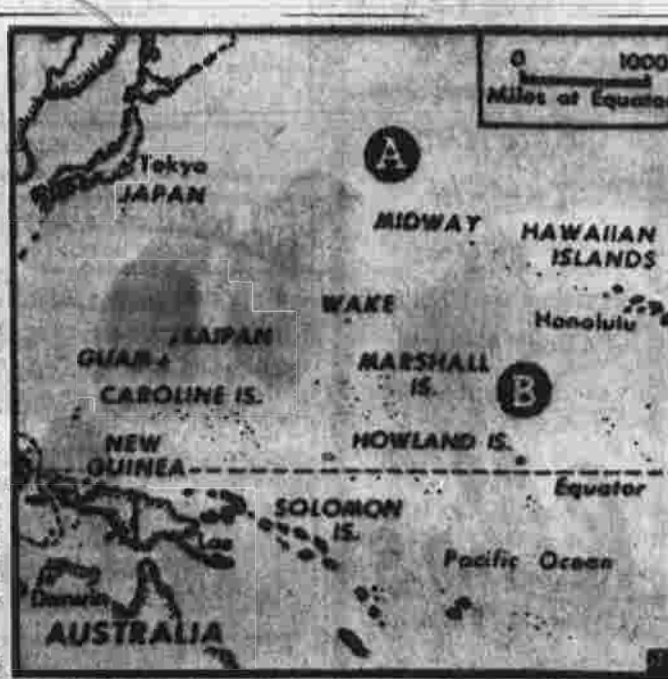 0 1000
Miles at Equator
A
Tokyo
JAPAN
MIDWAY
HAWAIIAN
ISLANDS
WAKE
Honolulu
SAIPAN
GUAM
MARSHALL
IS.
B
CAROLINE IS.
HOWLAND IS.
NEW
GUINEA
Equator
SOLOMON
IS.
Pacific Ocean
Darwin
AUSTRALIA